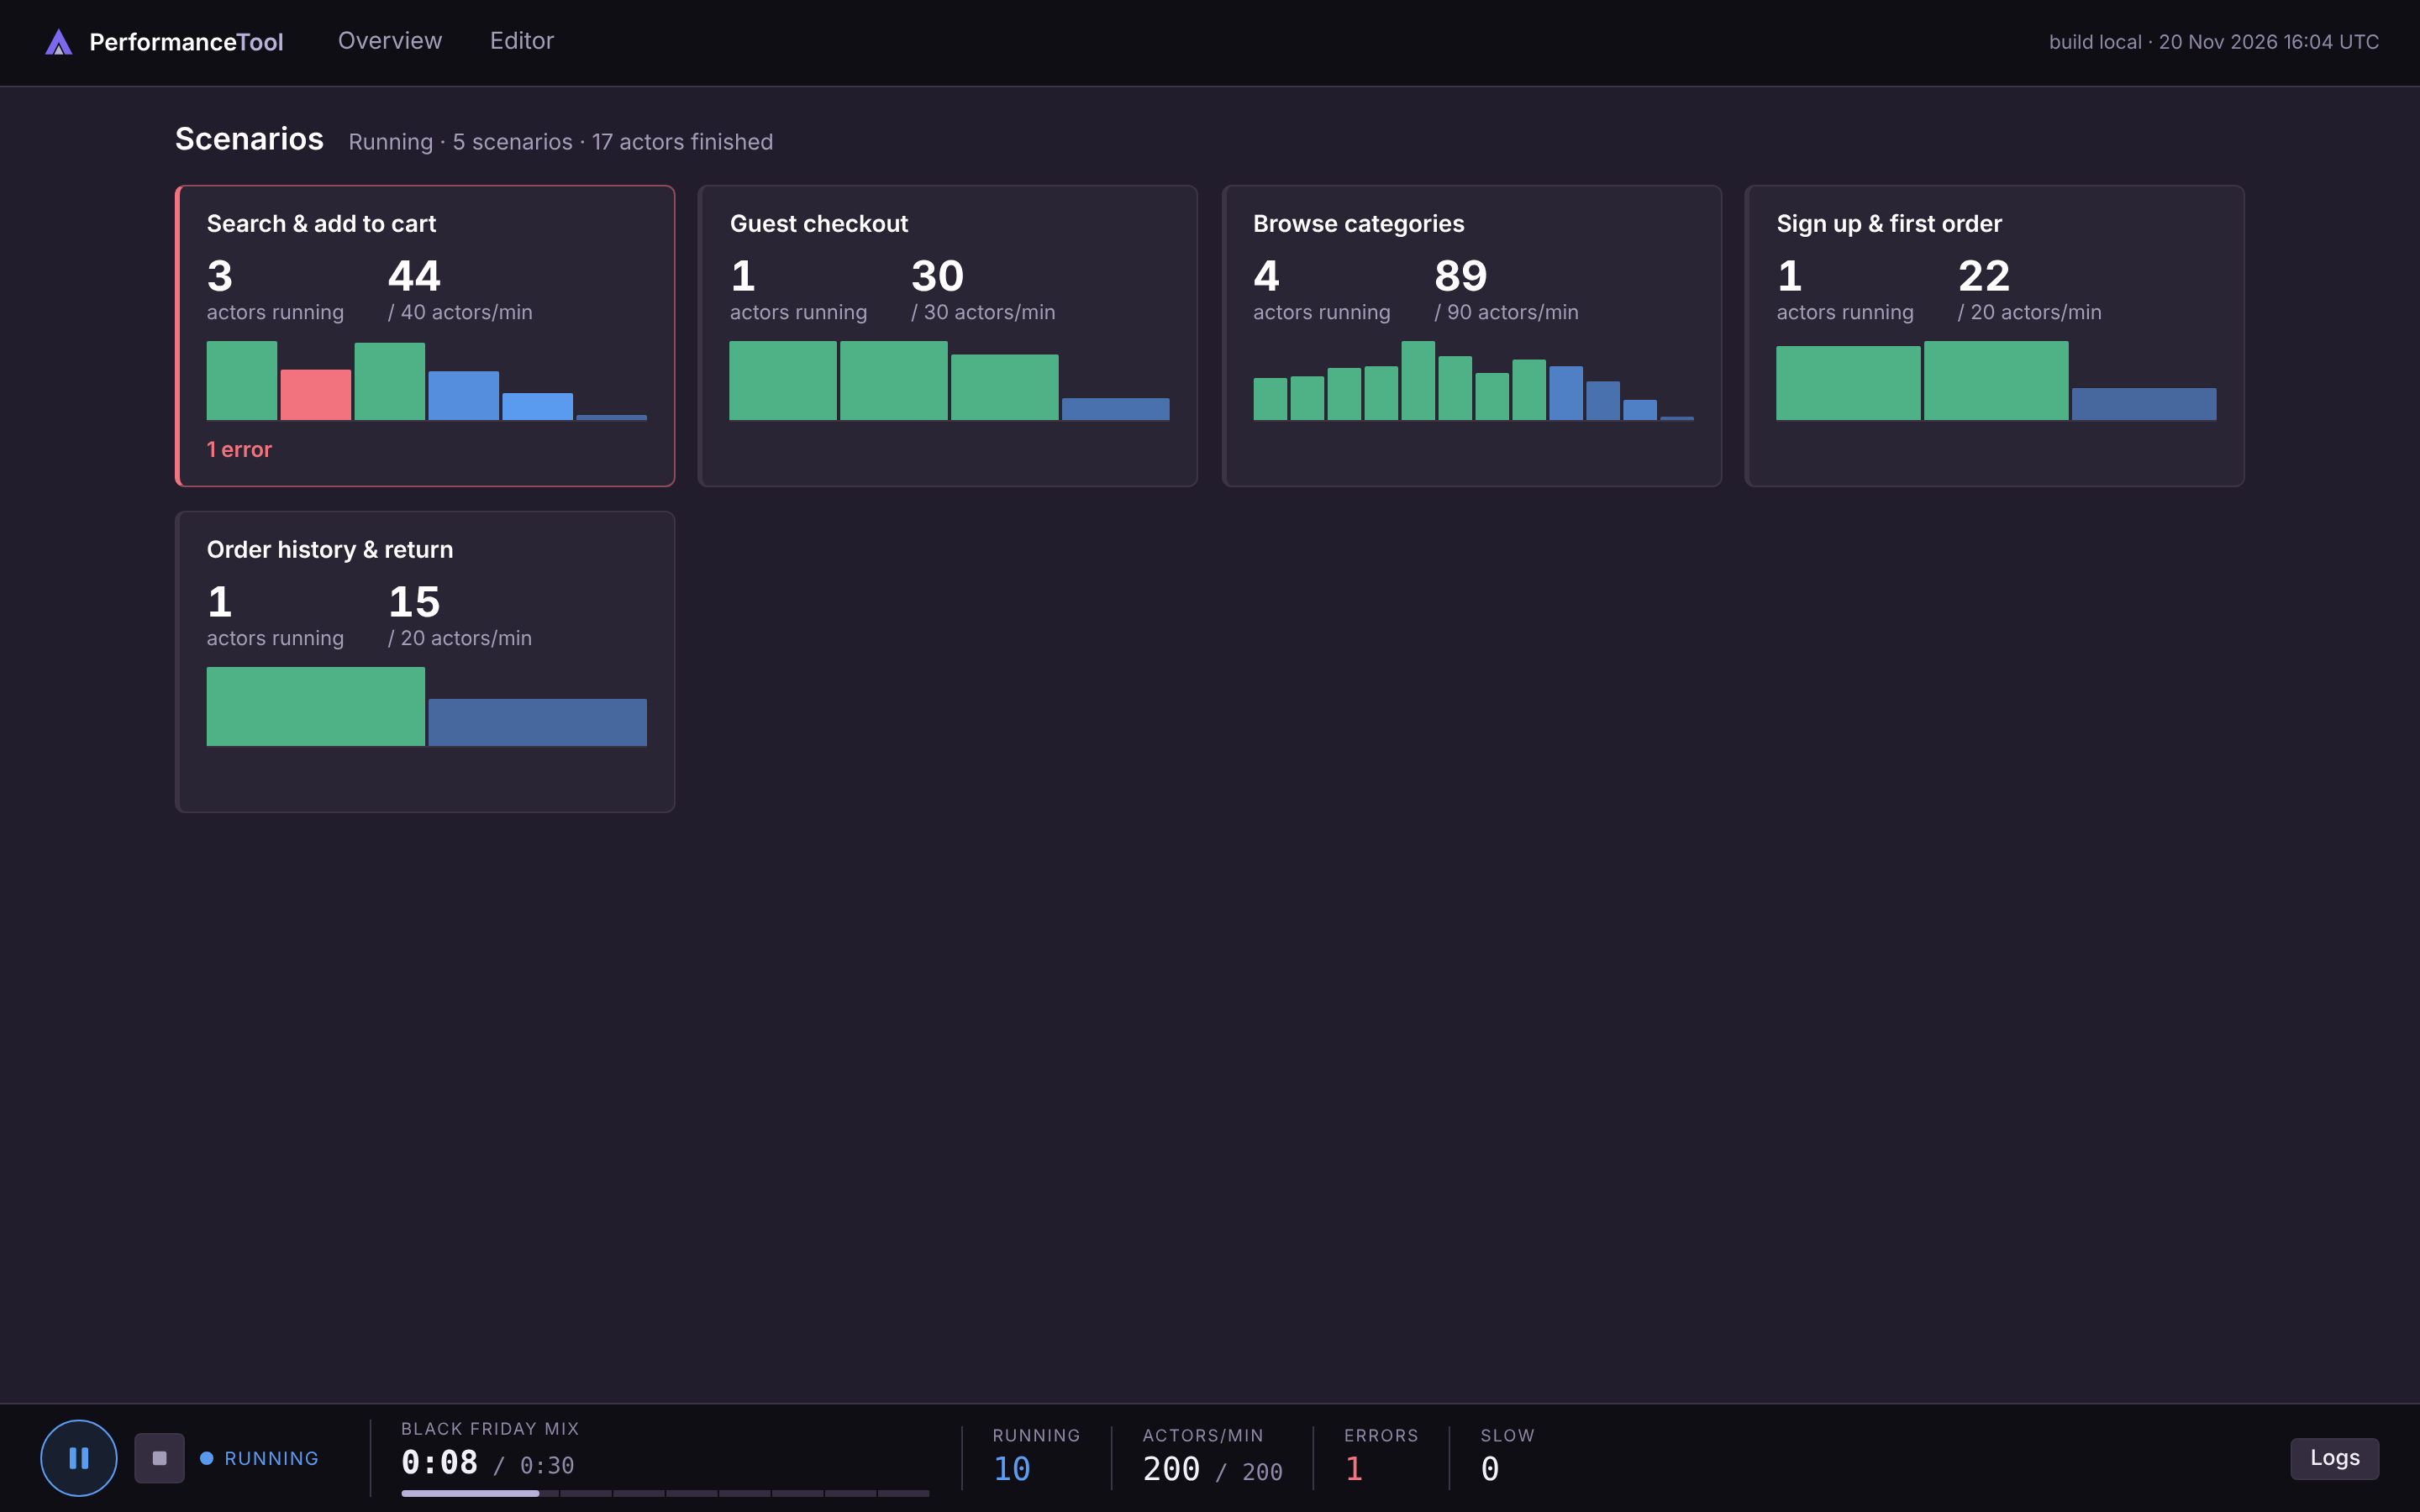 PerformanceTool Overview Editor build local · 20 Nov 2026 16:04 UTC
Scenarios Running · 5 scenarios · 17 actors finished
Search & add to cart
3 44
actors running / 40 actors/min
1 error
Guest checkout
1 30
actors running / 30 actors/min
Browse categories
4 89
actors running / 90 actors/min
Sign up & first order
1 22
actors running / 20 actors/min
Order history & return
1 15
actors running / 20 actors/min
RUNNING
BLACK FRIDAY MIX
0:08 / 0:30
RUNNING
10
ACTORS/MIN
200 / 200
ERRORS
1
SLOW
0
Logs